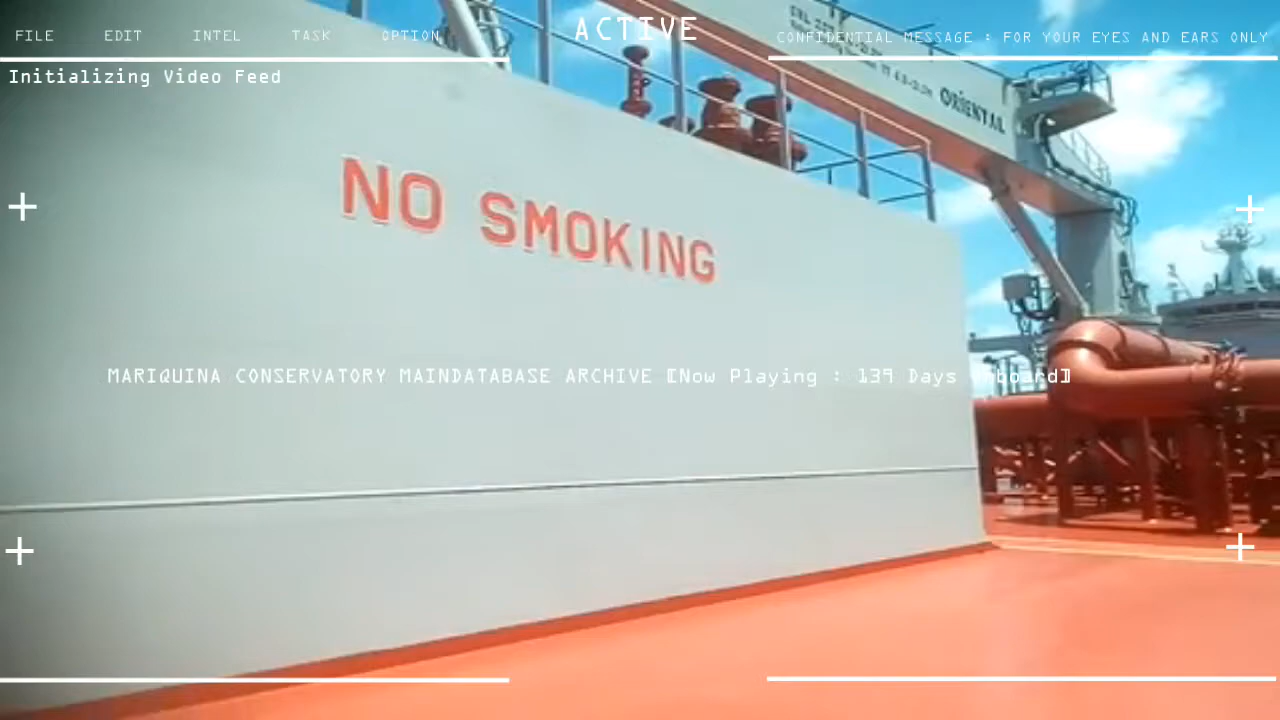 FILE EDIT INTEL TASK OPTION
ACTIVE
CONFIDENTIAL MESSAGE : FOR YOUR EYES AND EARS ONLY
Initializing Video Feed
ORIENTAL
NO SMOKING
MARIQUINA CONSERVATORY MAINDATABASE ARCHIVE [Now Playing : 139 Days Onboard]